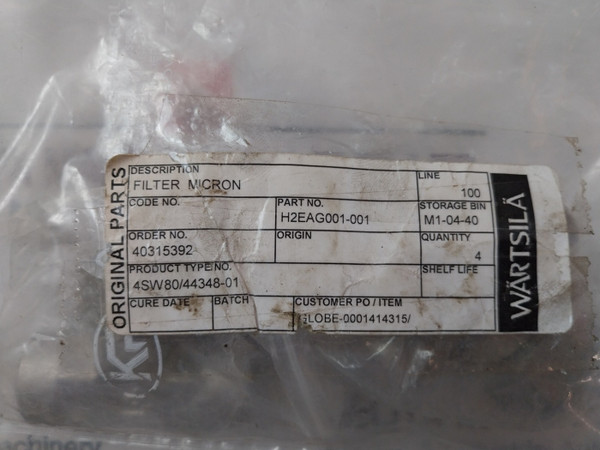 ORIGINAL PARTS
DESCRIPTION
FILTER MICRON
LINE
100
CODE NO.
PART NO.
H2EAG001-001
STORAGE BIN
M1-04-40
ORDER NO.
40315392
ORIGIN
QUANTITY
4
PRODUCT TYPE/NO.
4SW80/44348-01
SHELF LIFE
CURE DATE
BATCH
CUSTOMER PO / ITEM
GLOBE-0001414315/
WÄRTSILÄ